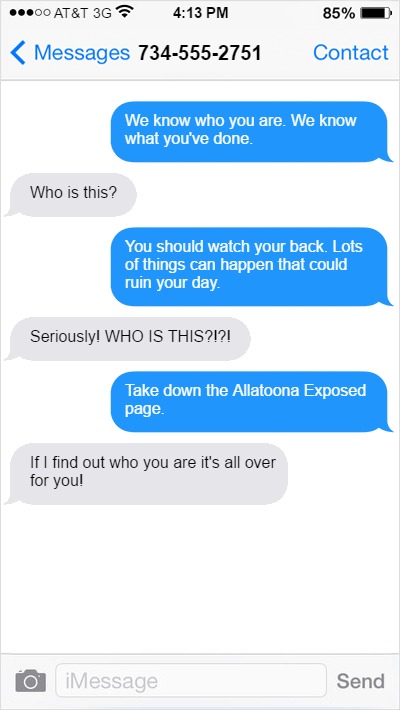 AT&T 3G 4:13 PM 85%
Messages 734-555-2751 Contact
We know who you are. We know
what you've done.
Who is this?
You should watch your back. Lots
of things can happen that could
ruin your day.
Seriously! WHO IS THIS?!?!
Take down the Allatoona Exposed
page.
If I find out who you are it's all over
for you!
iMessage Send